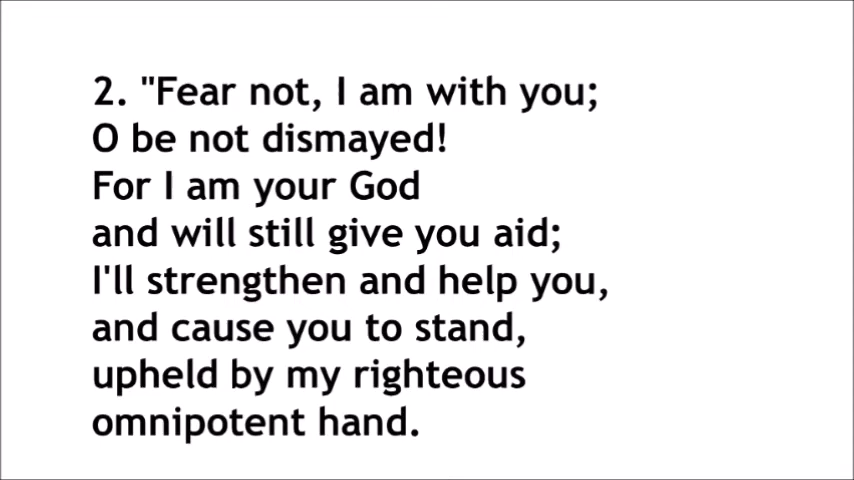 2. "Fear not, I am with you;
O be not dismayed!
For I am your God
and will still give you aid;
I'll strengthen and help you,
and cause you to stand,
upheld by my righteous
omnipotent hand.